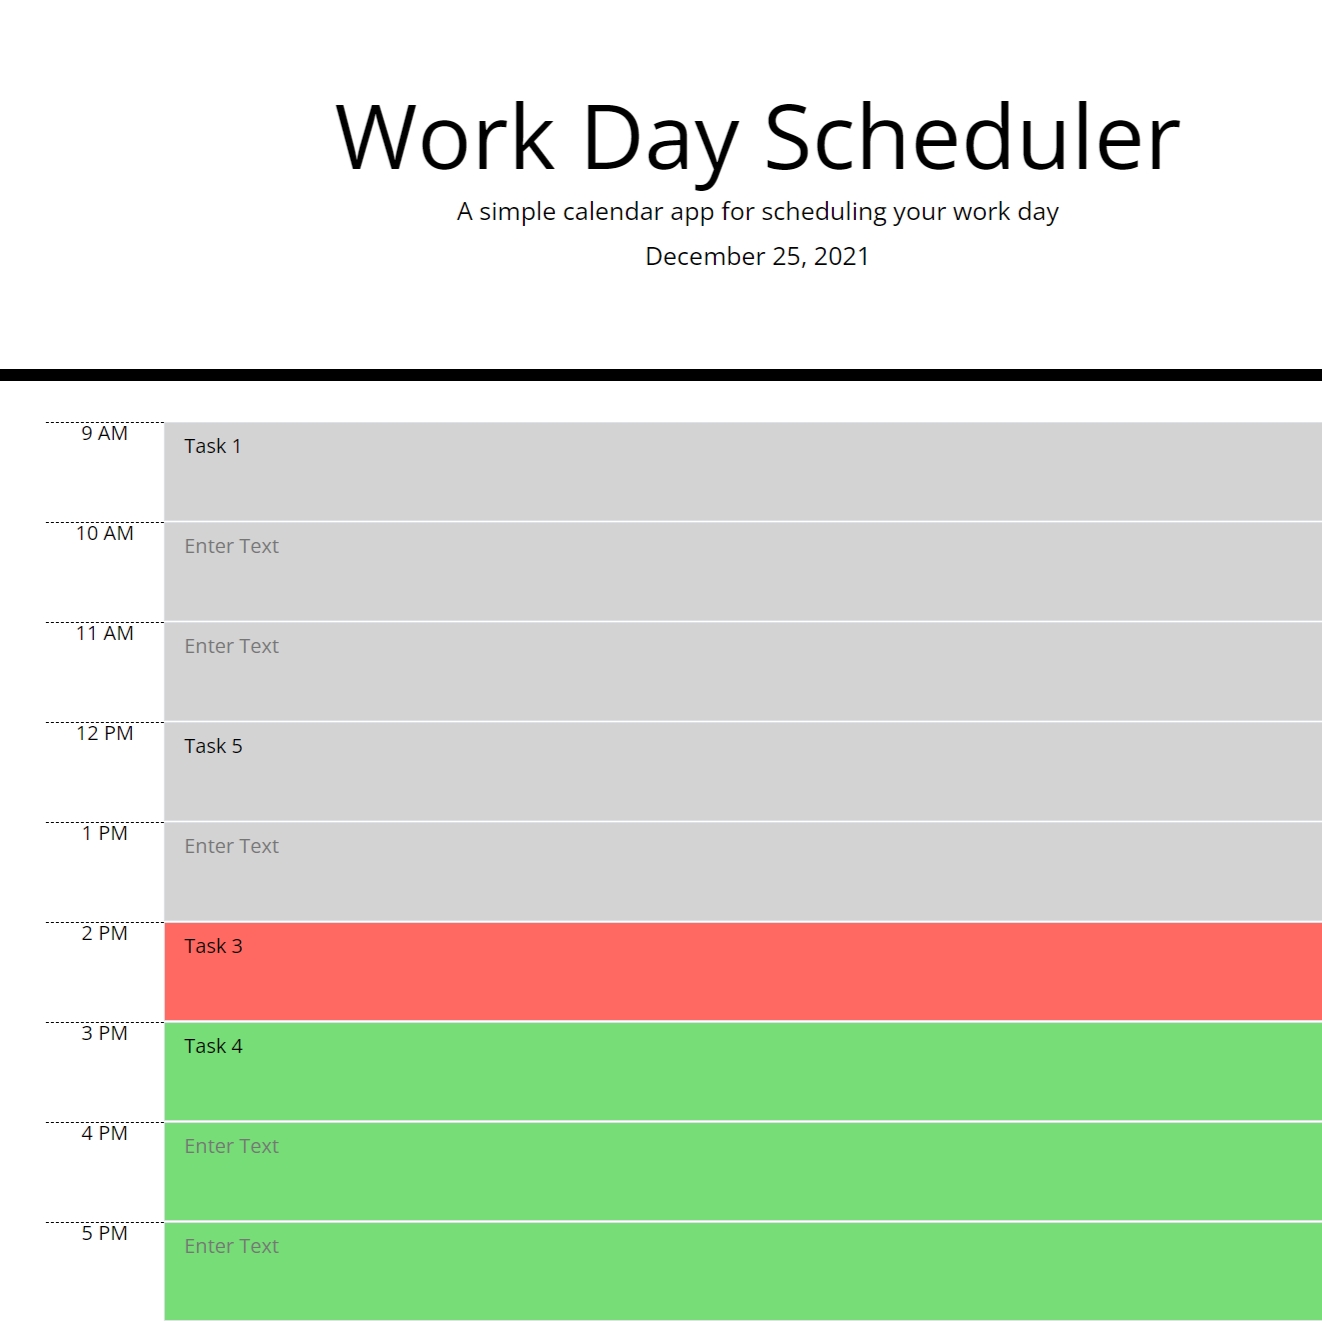 Work Day Scheduler
A simple calendar app for scheduling your work day
December 25, 2021
9 AM
Task 1
10 AM
Enter Text
11 AM
Enter Text
12 PM
Task 5
1 PM
Enter Text
2 PM
Task 3
3 PM
Task 4
4 PM
Enter Text
5 PM
Enter Text